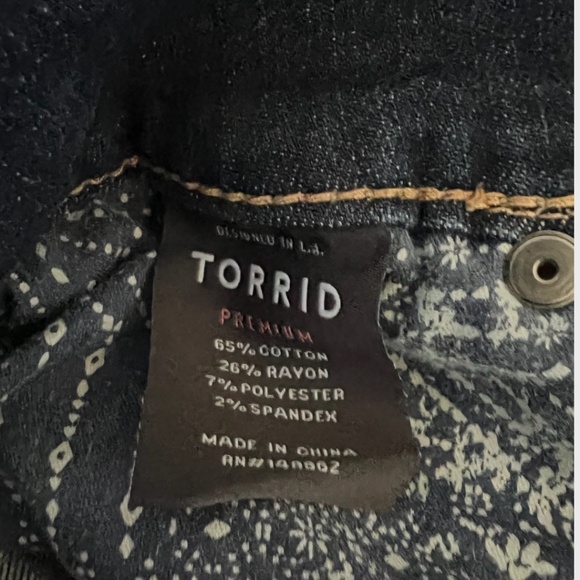 DESIGNED IN L.A.
TORRID
PREMIUM
65% COTTON
26% RAYON
7% POLYESTER
2% SPANDEX
MADE IN CHINA